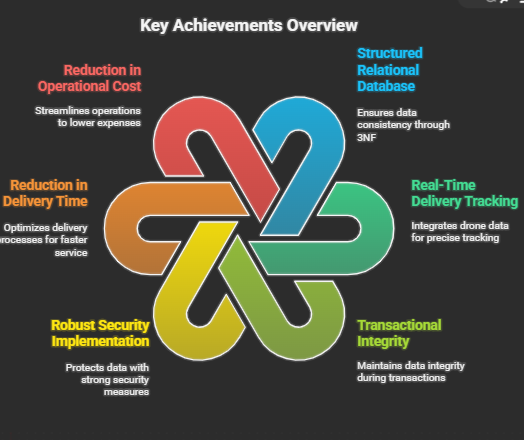 Key Achievements Overview
Structured
Relational
Database
Ensures data
consistency through
3NF
Reduction in
Operational Cost
Streamlines operations
to lower expenses
Real-Time
Delivery Tracking
Integrates drone data
for precise tracking
Reduction in
Delivery Time
Optimizes delivery
processes for faster
service
Transactional
Integrity
Maintains data integrity
during transactions
Robust Security
Implementation
Protects data with
strong security
measures